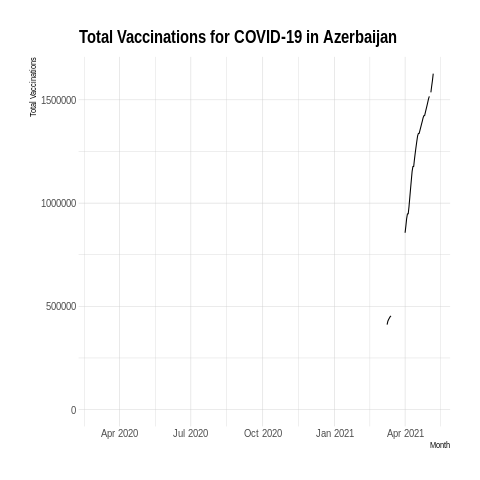 Total Vaccinations for COVID-19 in Azerbaijan
Total Vaccinations
1500000
1000000
500000
0
Apr 2020 Jul 2020 Oct 2020 Jan 2021 Apr 2021
Month